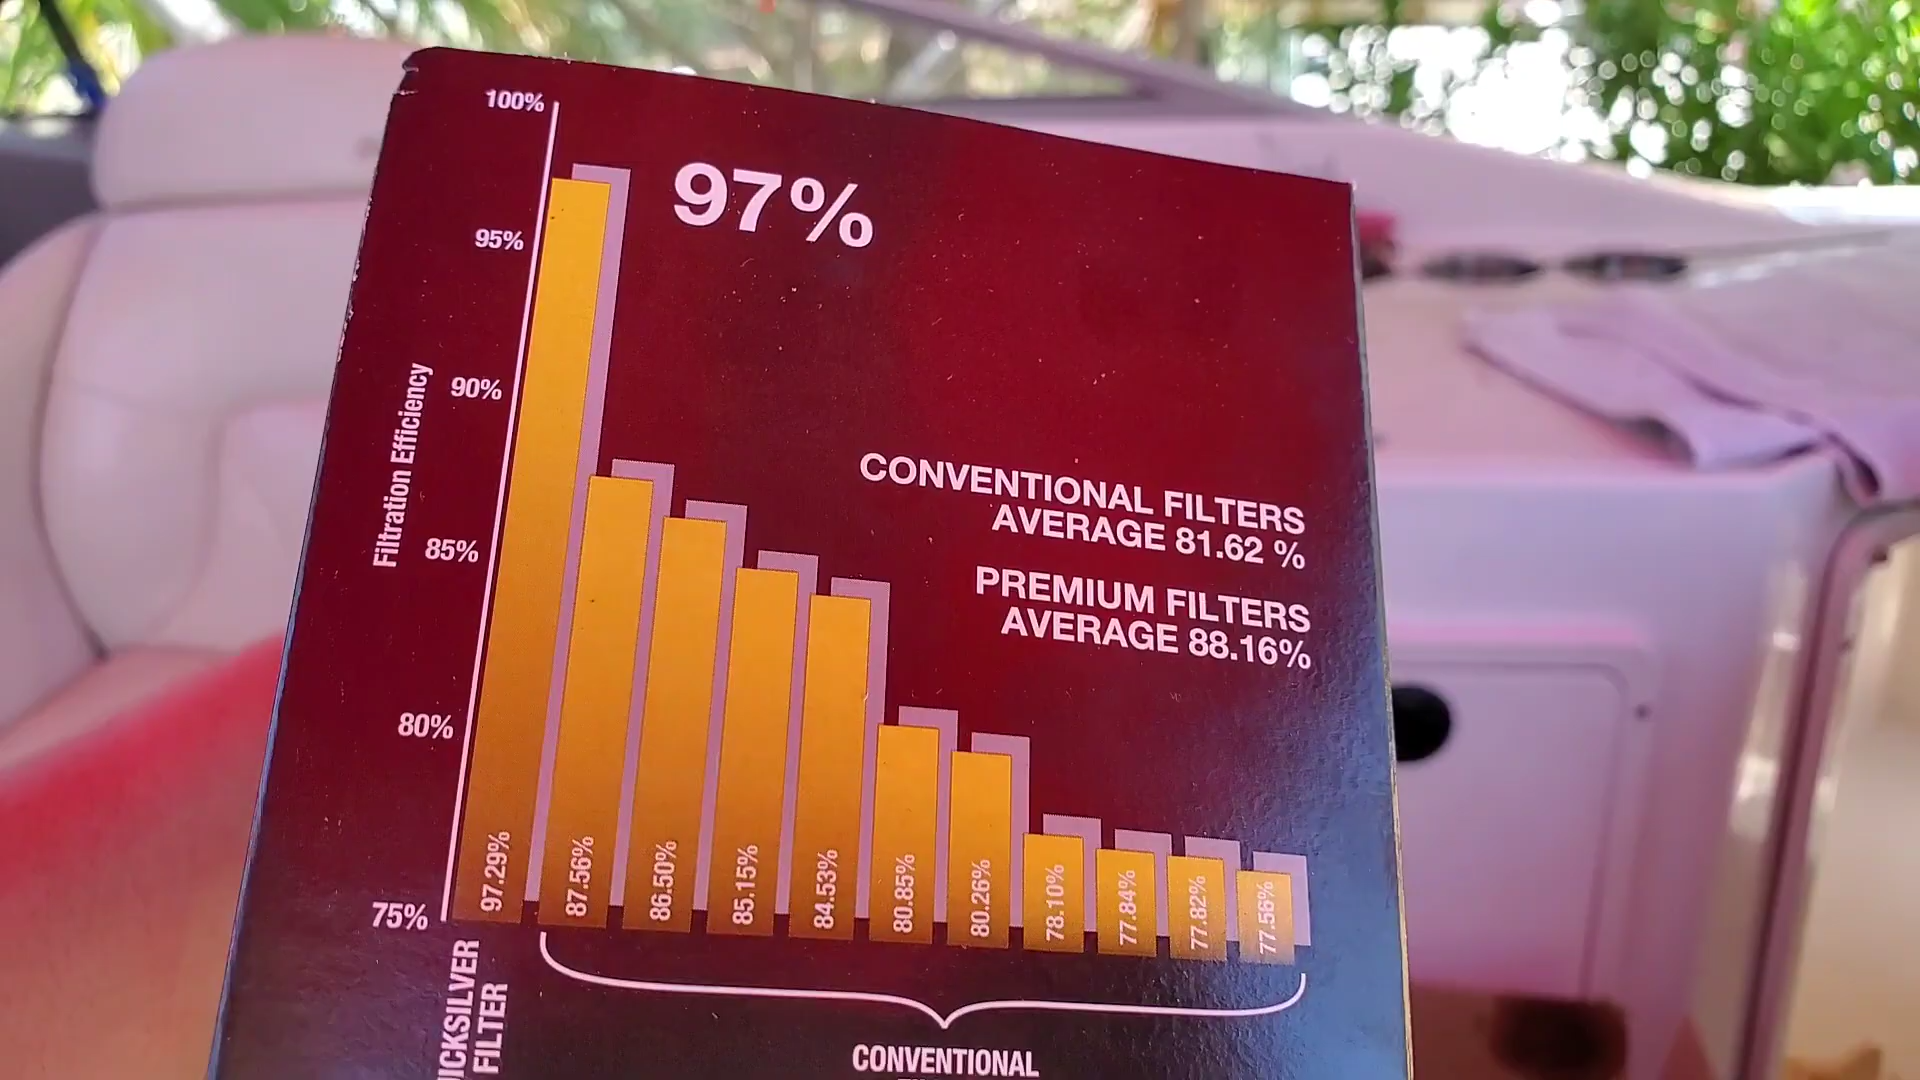 100%
97%
95%
90%
85%
80%
75%
Filtration Efficiency
CONVENTIONAL FILTERS
AVERAGE 81.62 %
PREMIUM FILTERS
AVERAGE 88.16%
97.29%
87.56%
86.50%
85.15%
84.53%
80.85%
80.26%
78.10%
77.84%
77.82%
77.56%
UICKSILVER
FILTER
CONVENTIONAL